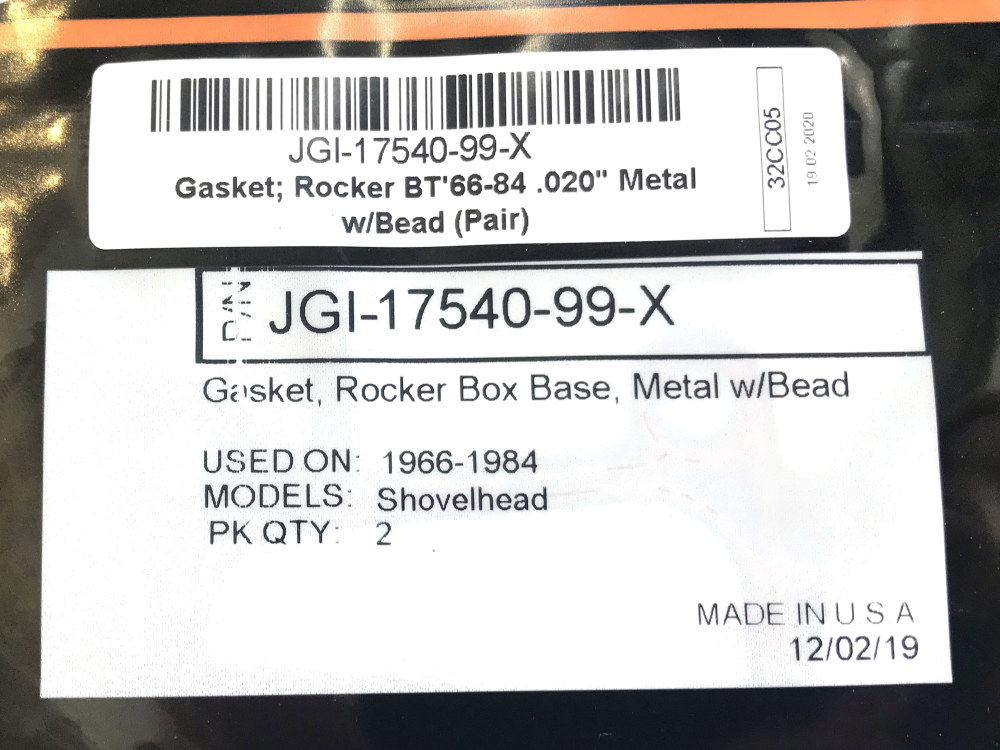 JGI-17540-99-X
Gasket; Rocker BT'66-84 .020" Metal
w/Bead (Pair)
32CC05
19 02 2020
JGI-17540-99-X
Gasket, Rocker Box Base, Metal w/Bead
USED ON: 1966-1984
MODELS: Shovelhead
PK QTY: 2
MADE IN U S A
12/02/19